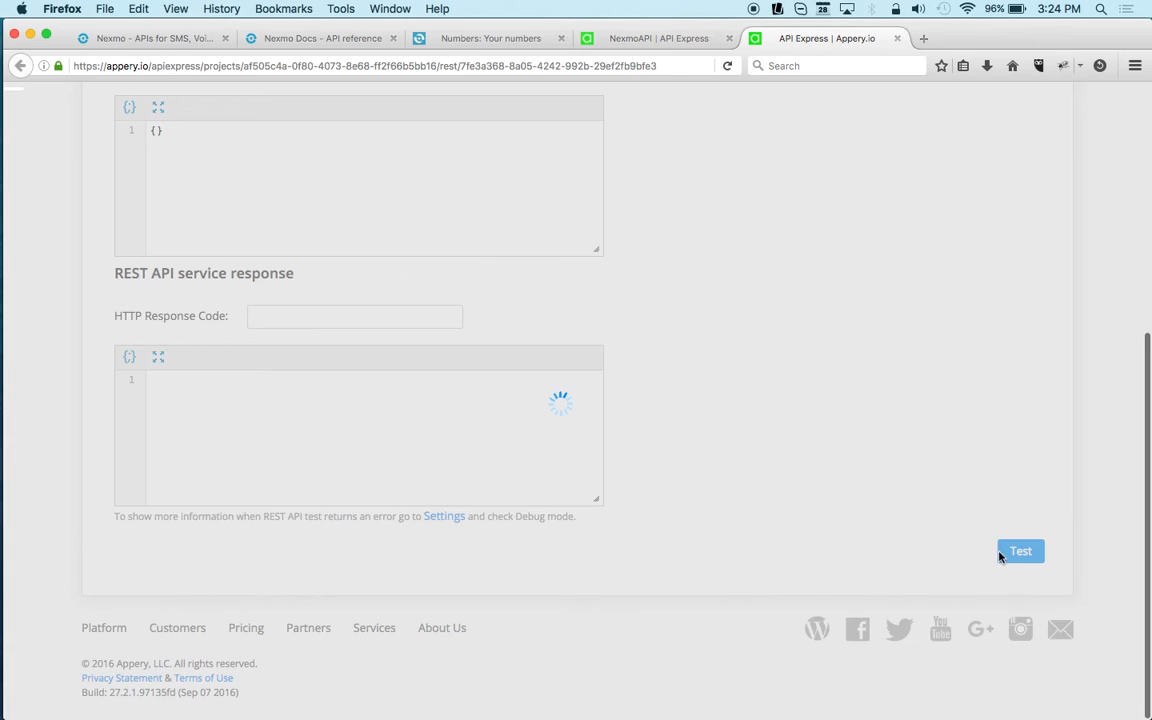 Firefox File Edit View History Bookmarks Tools Window Help 28 96% 3:24 PM
Nexmo - APIs for SMS, Voi... Nexmo Docs - API reference Numbers: Your numbers NexmoAPI | API Express API Express | Appery.io
https://appery.io/apiexpress/projects/af505c4a-0f80-4073-8e68-ff2f66b5bb16/rest/7fe3a368-8a05-4242-992b-29ef2fb9bfe3 Search
{;}
1 {}
REST API service response
HTTP Response Code:
{;}
1
To show more information when REST API test returns an error go to Settings and check Debug mode.
Test
Platform Customers Pricing Partners Services About Us
You Tube G+
© 2016 Appery, LLC. All rights reserved.
Privacy Statement & Terms of Use
Build: 27.2.1.97135fd (Sep 07 2016)